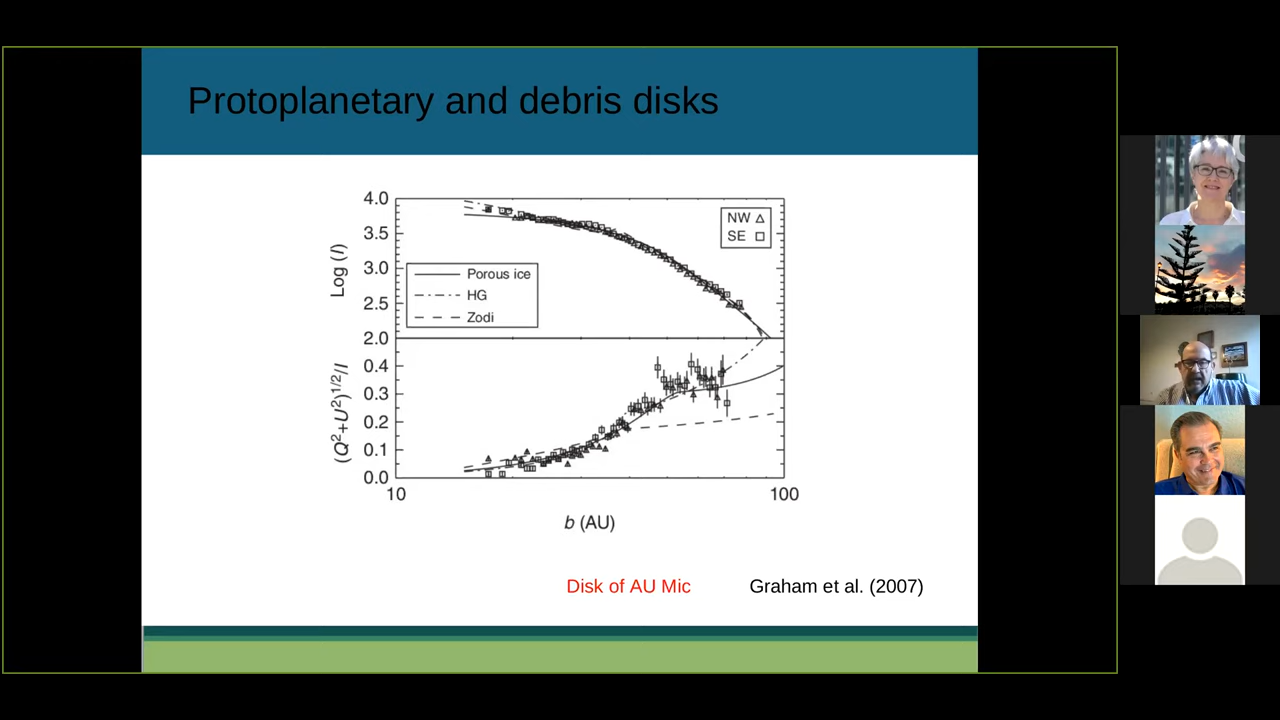 Protoplanetary and debris disks
4.0
3.5
3.0
2.5
2.0
Log (I)
NW
SE
Porous ice
HG
Zodi
0.4
0.3
0.2
0.1
0.0
(Q²+U²)¹/²/I
10
100
b (AU)
Disk of AU Mic
Graham et al. (2007)